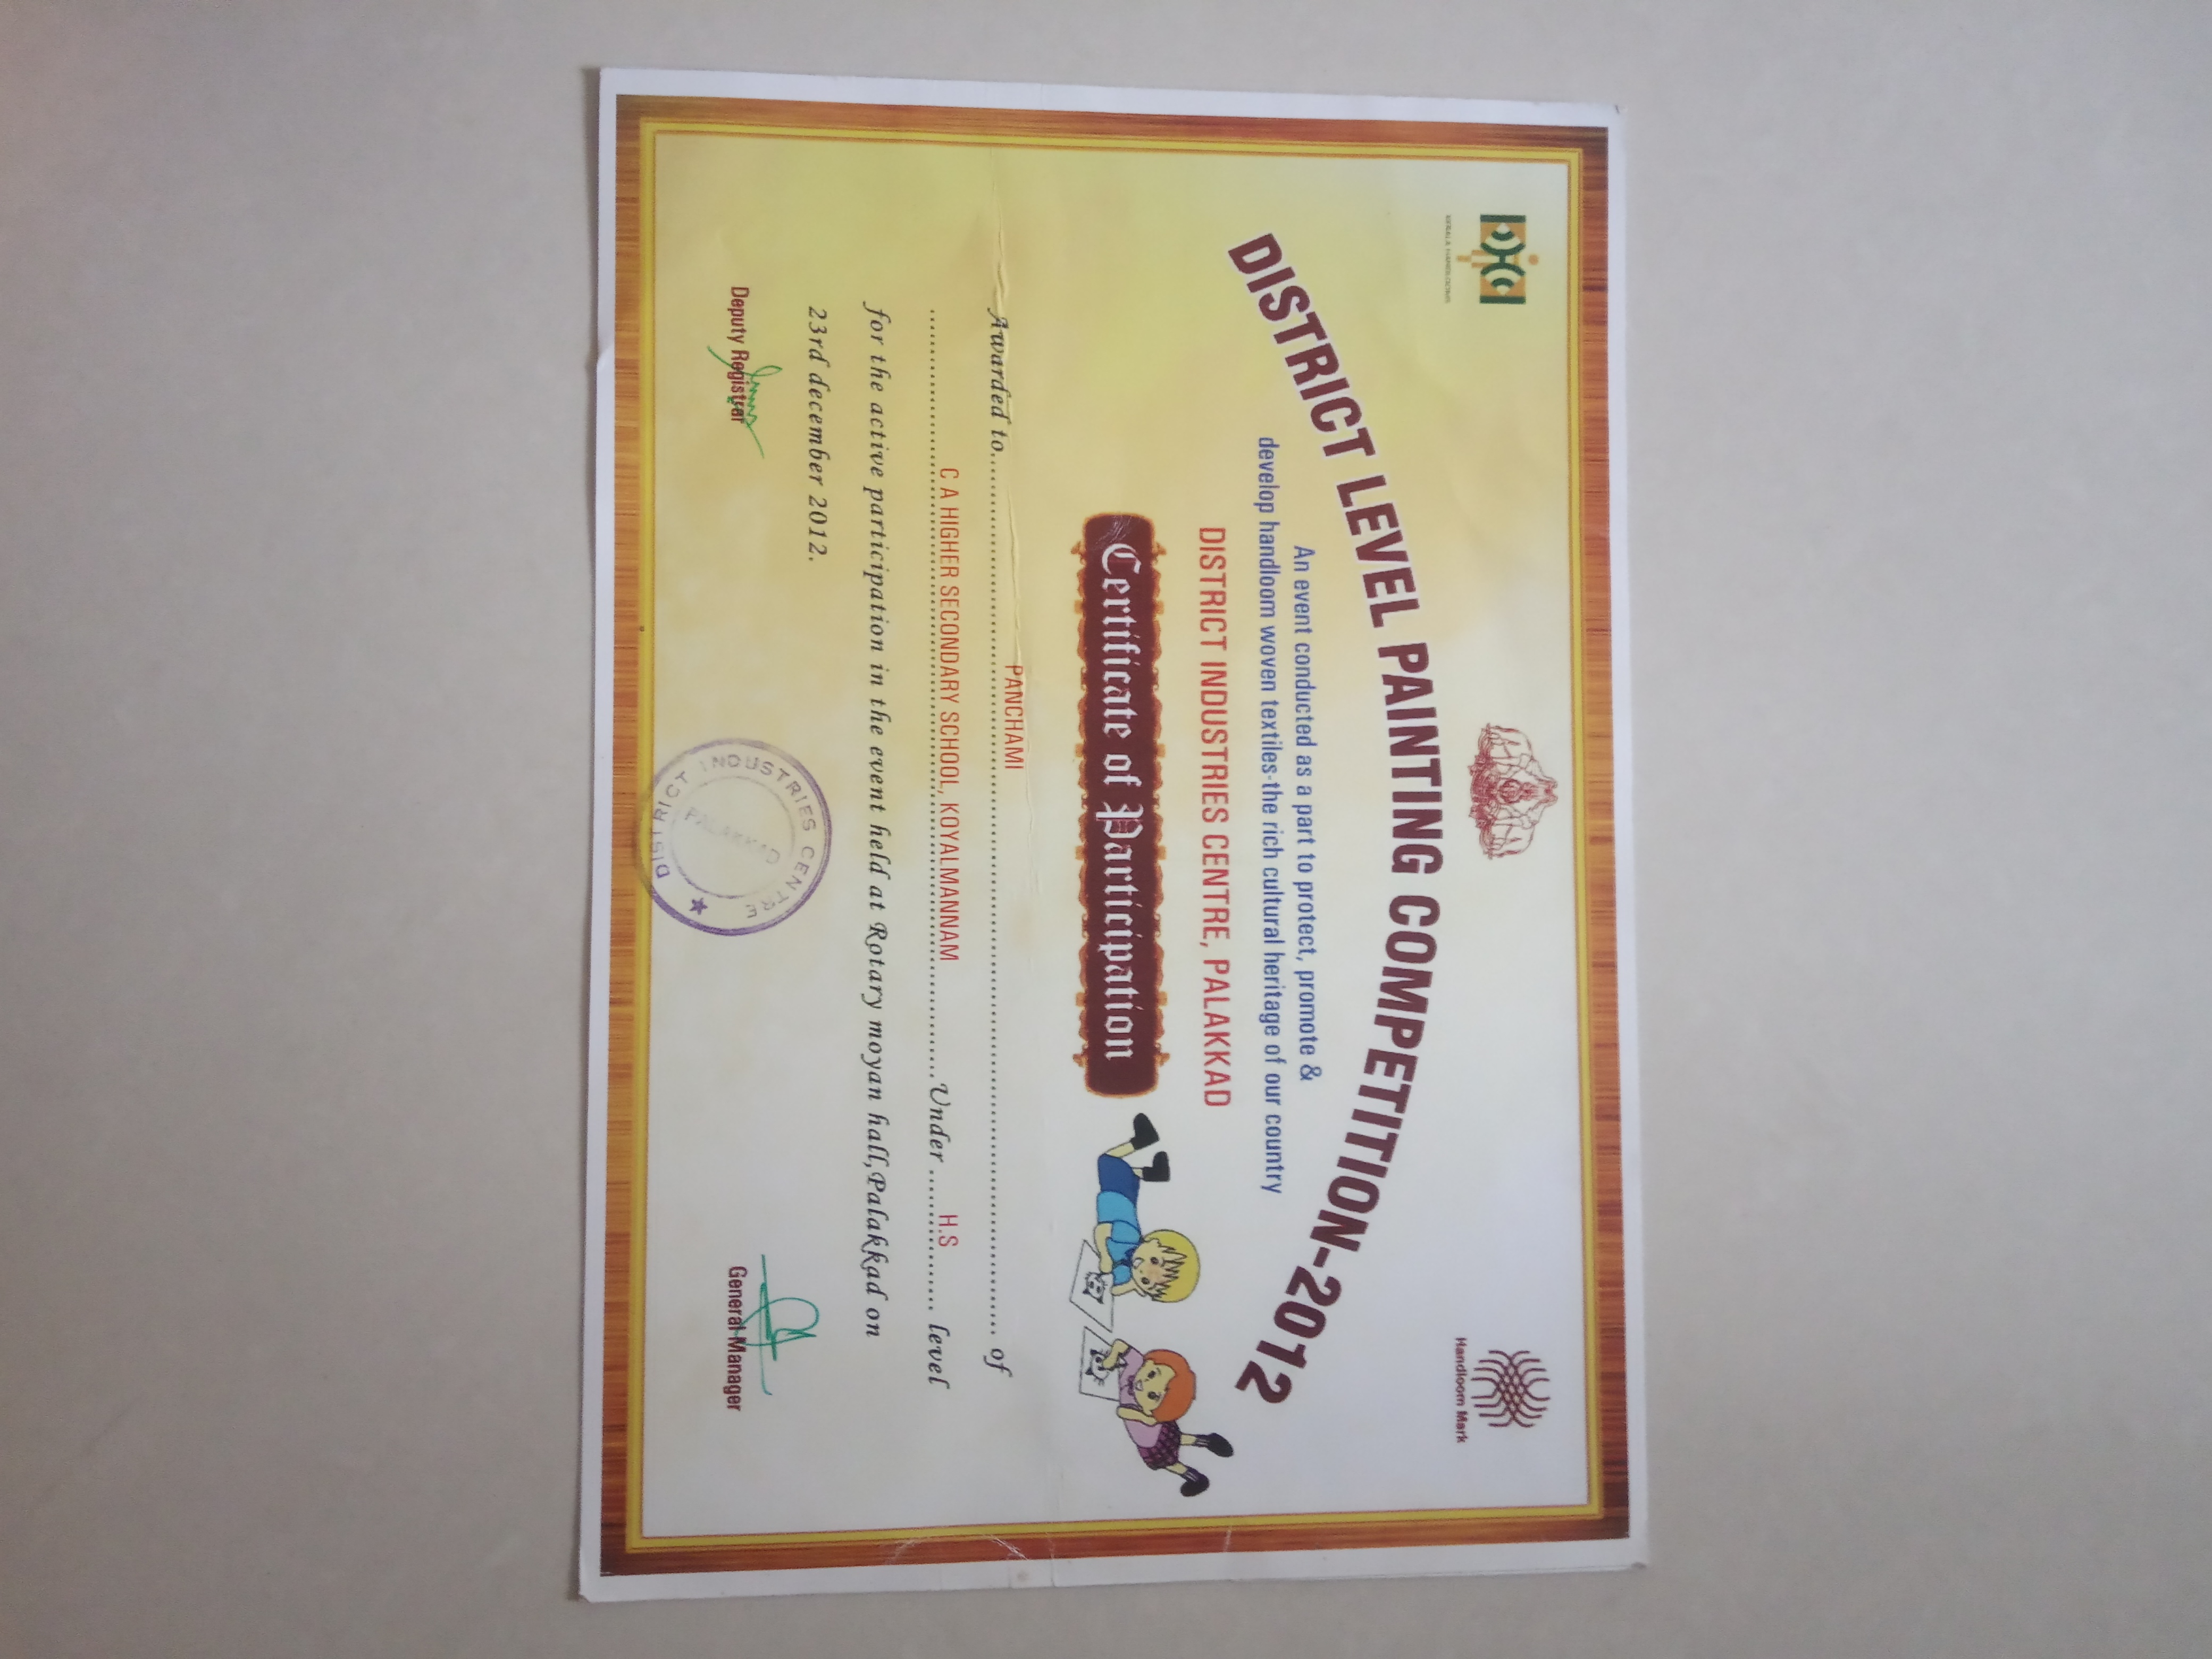 KERALA HANDLOOMS
Handloom Mark
DISTRICT LEVEL PAINTING COMPETITION-2012
An event conducted as a part to protect, promote &
develop handloom woven textiles-the rich cultural heritage of our country
DISTRICT INDUSTRIES CENTRE, PALAKKAD
Certificate of Participation
Awarded to..........PANCHAMI.......... of
..........C A HIGHER SECONDARY SCHOOL, KOYALMANNAM..........Under ..........H.S.......... level
for the active participation in the event held at Rotary moyan hall,Palakkad on
23rd december 2012.
DISTRICT INDUSTRIES CENTRE
PALAKKAD
Deputy Registrar
General Manager